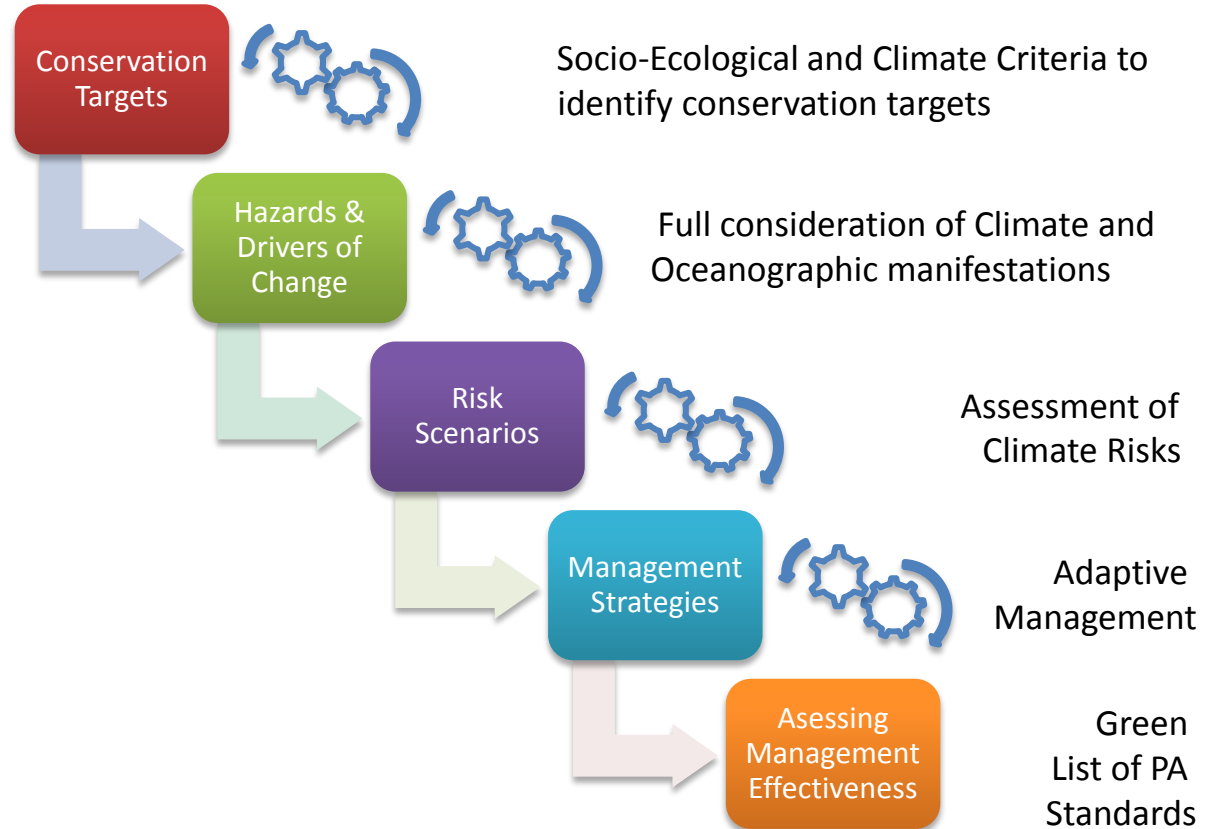 Conservation
Targets
Socio-Ecological and Climate Criteria to
identify conservation targets
Hazards &
Drivers of
Change
Full consideration of Climate and
Oceanographic manifestations
Risk
Scenarios
Assessment of
Climate Risks
Management
Strategies
Adaptive
Management
Asessing
Management
Effectiveness
Green
List of PA
Standards